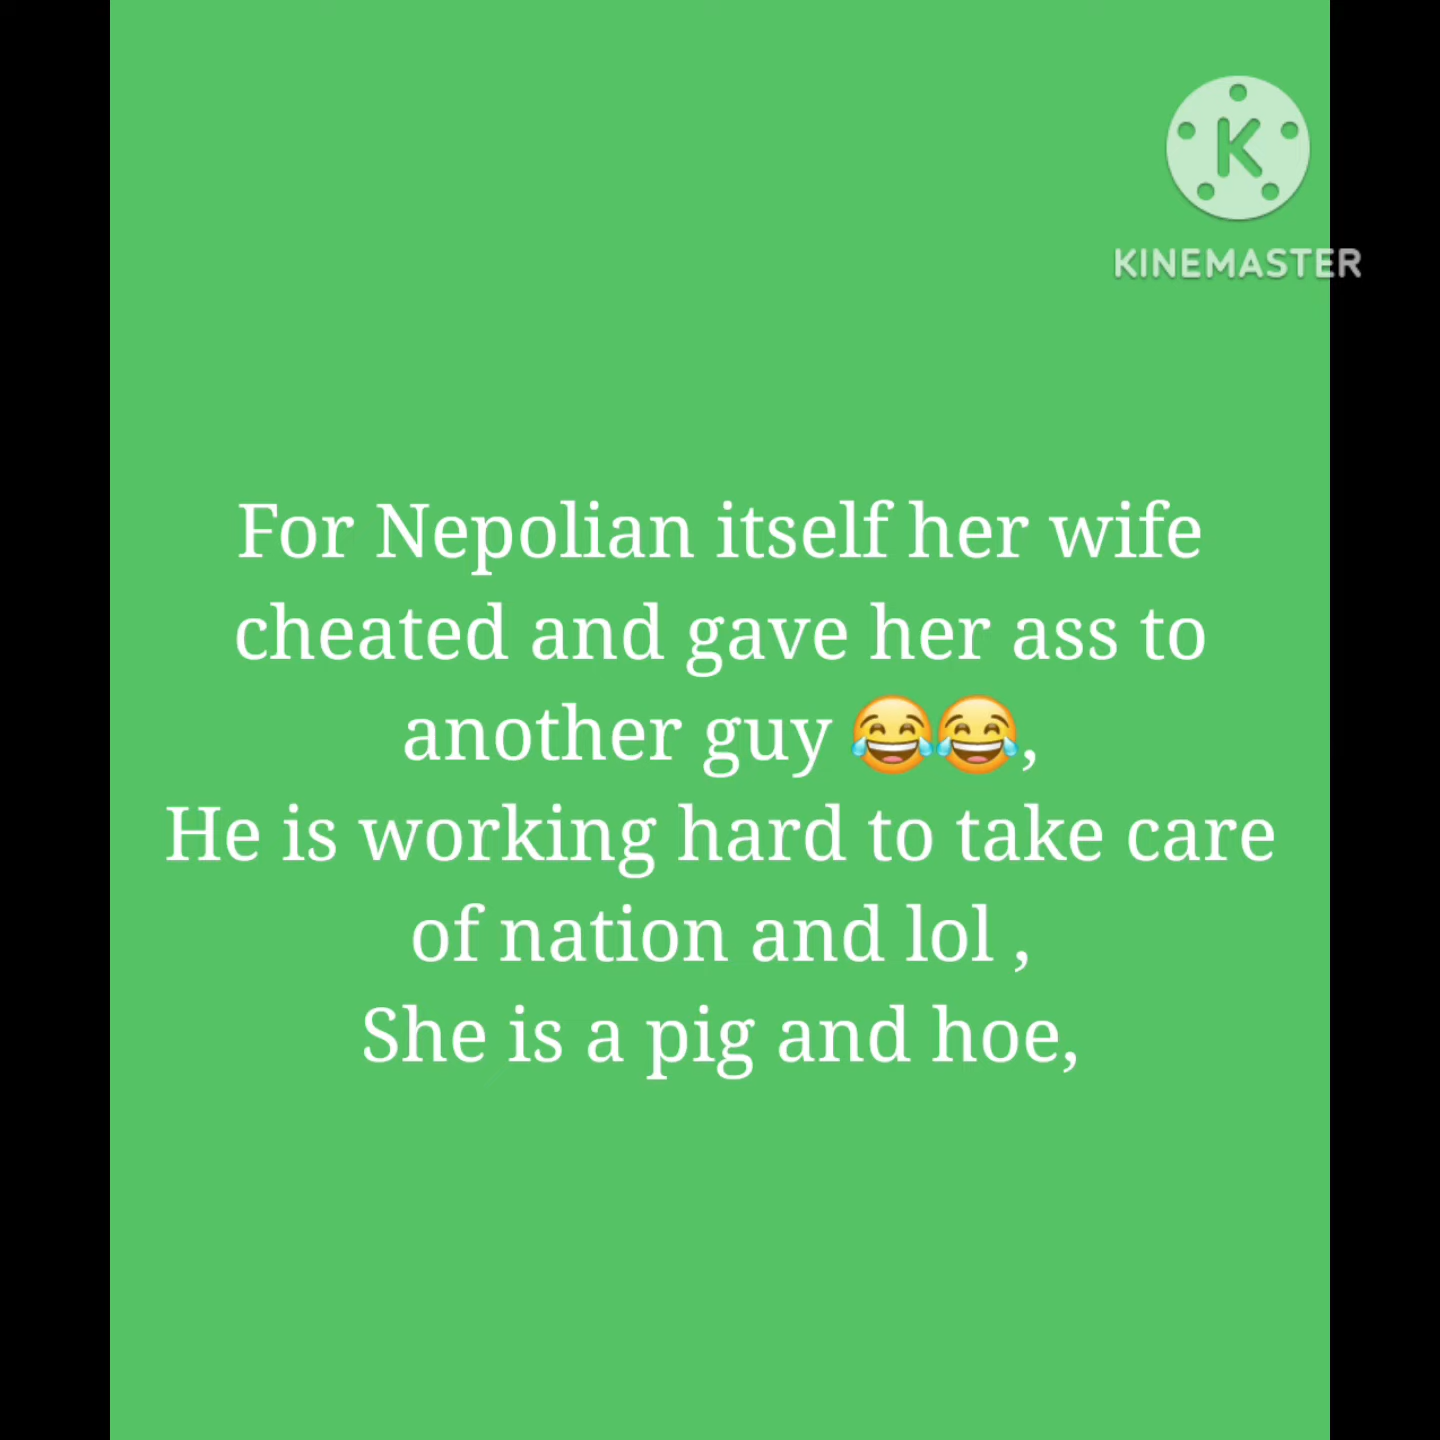 KINEMASTER
For Nepolian itself her wife
cheated and gave her ass to
another guy 😂😂,
He is working hard to take care
of nation and lol ,
She is a pig and hoe,